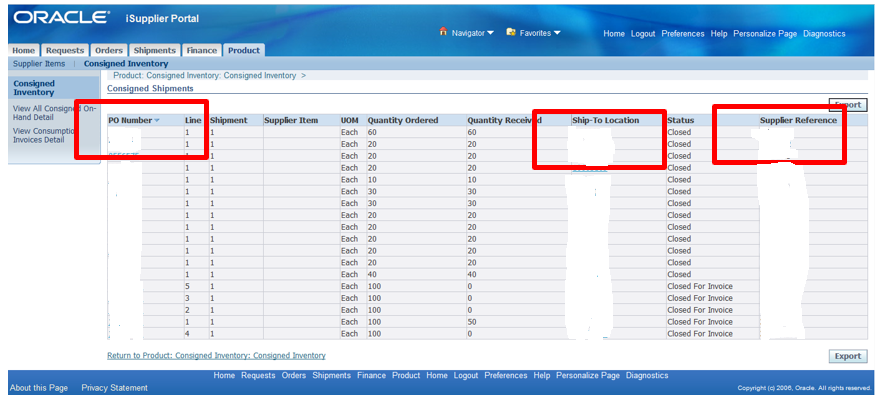 ORACLE® iSupplier Portal
Navigator Favorites Home Logout Preferences Help Personalize Page Diagnostics
Home Requests Orders Shipments Finance Product
Supplier Items | Consigned Inventory
Consigned Inventory
View All Consigned On-Hand Detail
View Consumptio
Invoices Detail
Product: Consigned Inventory: Consigned Inventory >
Consigned Shipments
Export
PO Number Line Shipment Supplier Item UOM Quantity Ordered Quantity Received Ship-To Location Status Supplier Reference
1 1 Each 60 60 Closed
1 1 Each 20 20 Closed
1 1 Each 20 20 Closed
1 1 Each 20 20 Closed
1 1 Each 10 10 Closed
1 1 Each 30 30 Closed
1 1 Each 30 30 Closed
1 1 Each 20 20 Closed
1 1 Each 20 20 Closed
1 1 Each 20 20 Closed
1 1 Each 20 20 Closed
1 1 Each 20 20 Closed
1 1 Each 40 40 Closed
5 1 Each 100 0 Closed For Invoice
3 1 Each 100 0 Closed For Invoice
2 1 Each 100 0 Closed For Invoice
1 1 Each 100 50 Closed For Invoice
4 1 Each 100 0 Closed For Invoice
Return to Product: Consigned Inventory: Consigned Inventory
Export
Home Requests Orders Shipments Finance Product Home Logout Preferences Help Personalize Page Diagnostics
About this Page Privacy Statement Copyright (c) 2006, Oracle. All rights reserved.